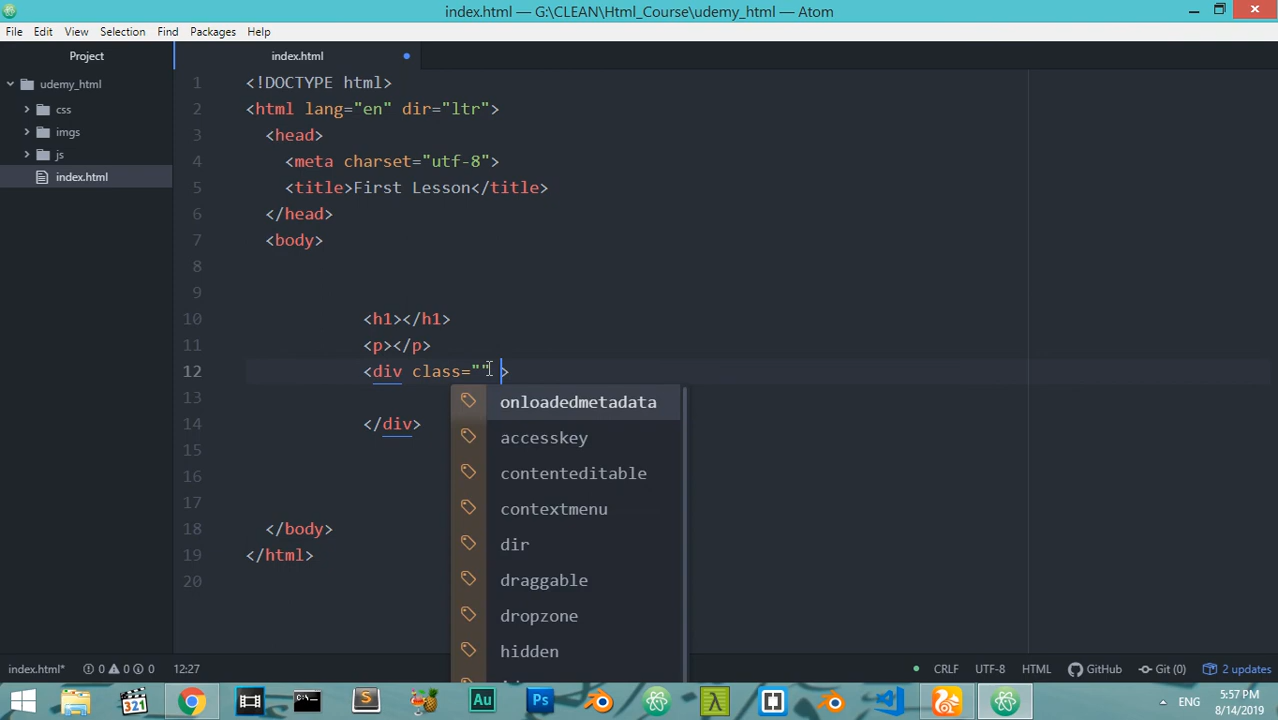 index.html — G:\CLEAN\Html_Course\udemy_html — Atom
File Edit View Selection Find Packages Help
Project
index.html
udemy_html
css
imgs
js
index.html
1 <!DOCTYPE html>
2 <html lang="en" dir="ltr">
3 <head>
4 <meta charset="utf-8">
5 <title>First Lesson</title>
6 </head>
7 <body>
8
9
10 <h1></h1>
11 <p></p>
12 <div class="" >
13
14 </div>
15
16
17
18 </body>
19 </html>
20
onloadedmetadata
accesskey
contenteditable
contextmenu
dir
draggable
dropzone
hidden
index.html* 0 0 0 12:27 CRLF UTF-8 HTML GitHub Git (0) 2 updates
321 C:\ S Au Ps ENG 5:57 PM
8/14/2019